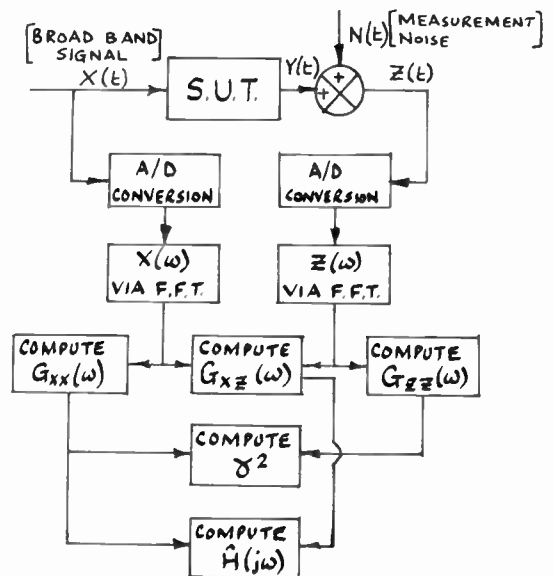 [BROAD BAND
SIGNAL]
X(t)
N(t) [MEASUREMENT
NOISE
S.U.T.
Y(t)
+
+
Z(t)
A/D
CONVERSION
A/D
CONVERSION
X(ω)
VIA F.F.T.
Z(ω)
VIA F.F.T.
COMPUTE
Gxx(ω)
COMPUTE
Gxz(ω)
COMPUTE
Gzz(ω)
COMPUTE
γ²
COMPUTE
Ĥ(jω)